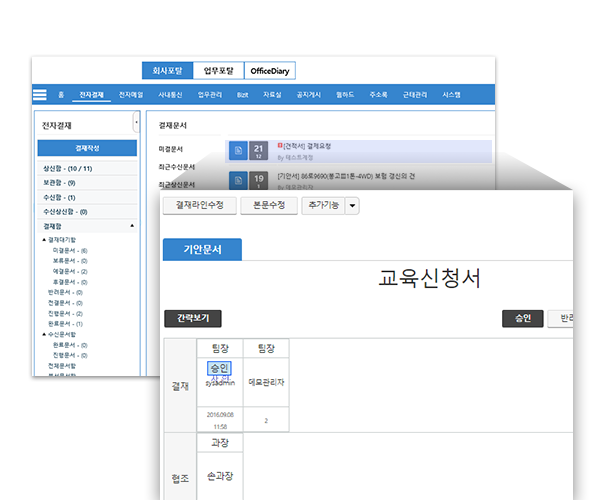 회사포탈 업무포탈 OfficeDiary
홈 전자결재 전자메일 사내통신 업무관리 Bizit 자료실 공지게시 웹하드 주소록 근태관리 시스템
전자결재
결재작성
상신함 - (10 / 11)
보관함 - (9)
수신함 - (1)
수신상신함 - (0)
결재함
결재대기함
미결문서 - (6)
보류문서 - (0)
예결문서 - (2)
후결문서 - (0)
반려문서 - (0)
전결문서 - (0)
진행문서 - (2)
완료문서 - (1)
수신문서함
완료문서 - (0)
진행문서 - (0)
전체문서함
결재문서
미결문서
최근수신문서
최근상신문서
21
12
[견적서] 결재요청
By 테스트계정
19
1
[기안서] 86로9690(봉고Ⅲ1톤-4WD) 보험 갱신의 건
By 데모관리자
결재라인수정 본문수정 추가기능
기안문서
교육신청서
간략보기 승인 반려
결재
팀장 팀장
승인
sysadmin 데모관리자
2016.09.08
11:58
2
협조
과장
손과장